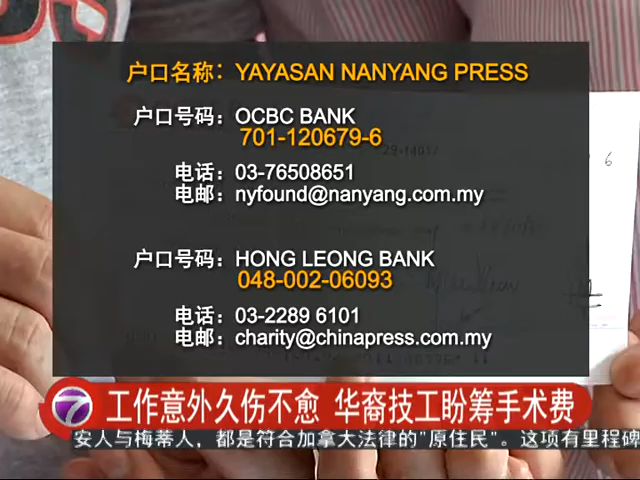 户口名称：YAYASAN NANYANG PRESS
户口号码：OCBC BANK
701-120679-6
电话：03-76508651
电邮：nyfound@nanyang.com.my
户口号码：HONG LEONG BANK
048-002-06093
电话：03-2289 6101
电邮：charity@chinapress.com.my
7 工作意外久伤不愈 华裔技工盼筹手术费
安人与梅蒂人，都是符合加拿大法律的"原住民"。这项有里程碑